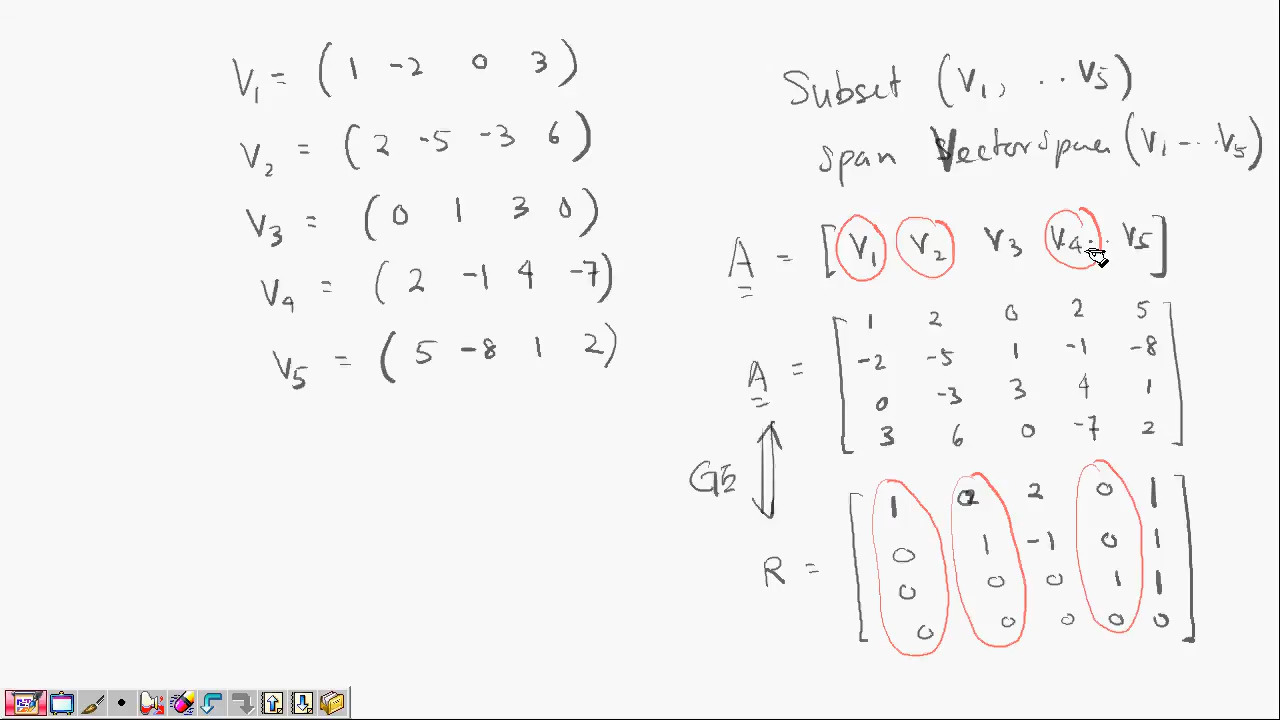 V1 = ( 1 -2 0 3 )
V2 = ( 2 -5 -3 6 )
V3 = ( 0 1 3 0 )
V4 = ( 2 -1 4 -7 )
V5 = ( 5 -8 1 2 )
Subset (V1, .. V5)
span Vectorspan (V1 - .. V5)
A = [ V1 V2 V3 V4 .. V5 ]
A = [ 1 2 0 2 5
-2 -5 1 -1 -8
0 -3 3 4 1
3 6 0 -7 2 ]
GE
R = [ 1 0 2 0 1
0 1 -1 0 1
0 0 0 1 1
0 0 0 0 0 ]